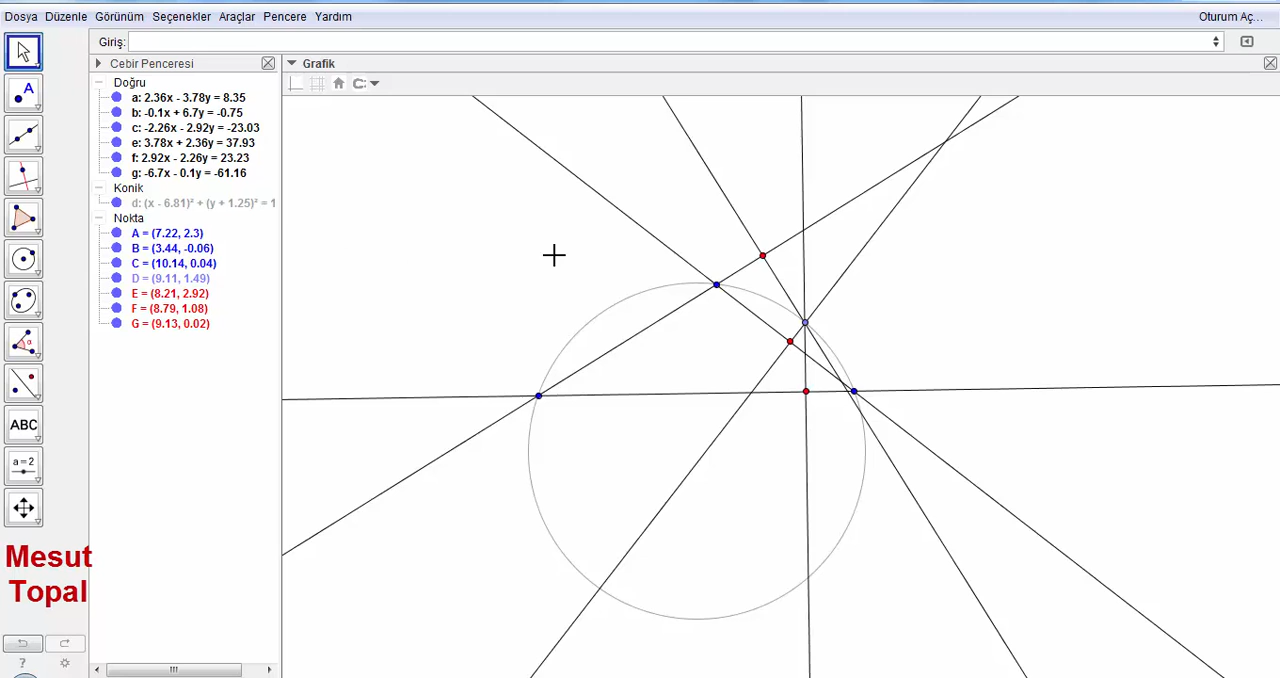 Dosya Düzenle Görünüm Seçenekler Araçlar Pencere Yardım Oturum Aç...
Giriş:
Cebir Penceresi
Grafik
Doğru
a: 2.36x - 3.78y = 8.35
b: -0.1x + 6.7y = -0.75
c: -2.26x - 2.92y = -23.03
e: 3.78x + 2.36y = 37.93
f: 2.92x - 2.26y = 23.23
g: -6.7x - 0.1y = -61.16
Konik
d: (x - 6.81)² + (y + 1.25)² = 1
Nokta
A = (7.22, 2.3)
B = (3.44, -0.06)
C = (10.14, 0.04)
D = (9.11, 1.49)
E = (8.21, 2.92)
F = (8.79, 1.08)
G = (9.13, 0.02)
A
α
ABC
a = 2
Mesut
Topal
?